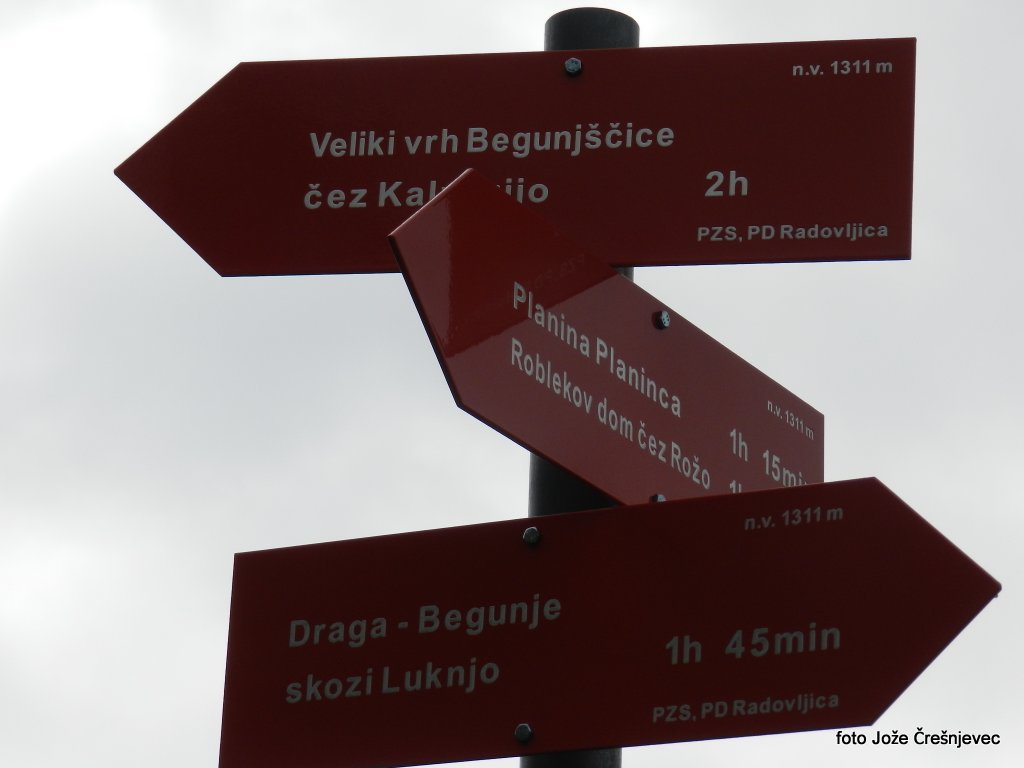 n.v. 1311 m
Veliki vrh Begunjščice
čez
2h
PZS, PD Radovljica
Planina Planinca
Roblekov dom čez Rožo
n.v. 1311 m
1h 15min
n.v. 1311 m
Draga - Begunje
skozi Luknjo
1h 45min
PZS, PD Radovljica
foto Jože Črešnjevec